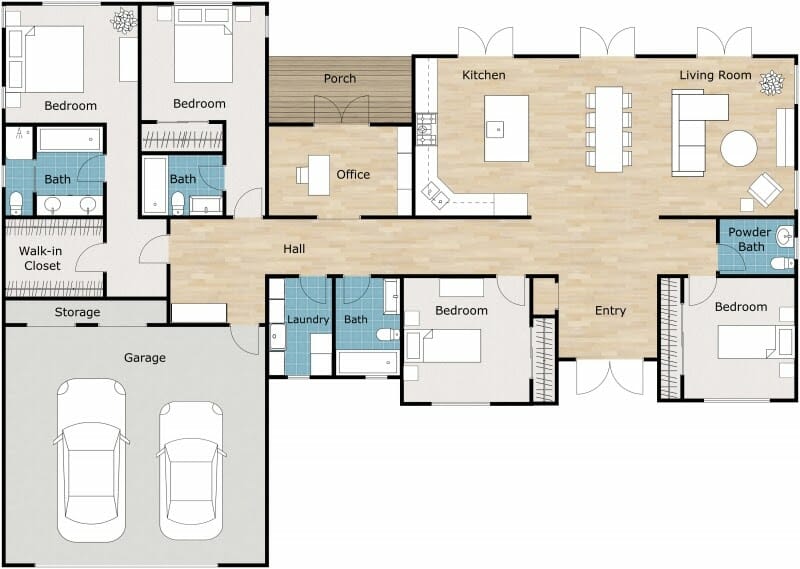 Kitchen
Living Room
Porch
Bedroom
Bedroom
Office
Bath
Bath
Powder
Bath
Walk-in
Closet
Hall
Storage
Laundry
Bath
Bedroom
Entry
Bedroom
Garage